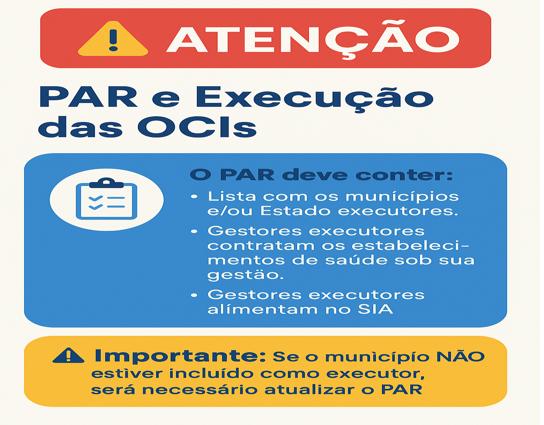 ATENÇÃO
PAR e Execução
das OCIs
O PAR deve conter:
• Lista com os municípios
e/ou Estado executores.
• Gestores executores
contratam os estabeleci-
mentos de saúde sob sua
gestão.
• Gestores executores
alimentam no SIA
Importante: Se o município NÃO
estiver incluído como executor,
será necessário atualizar o PAR